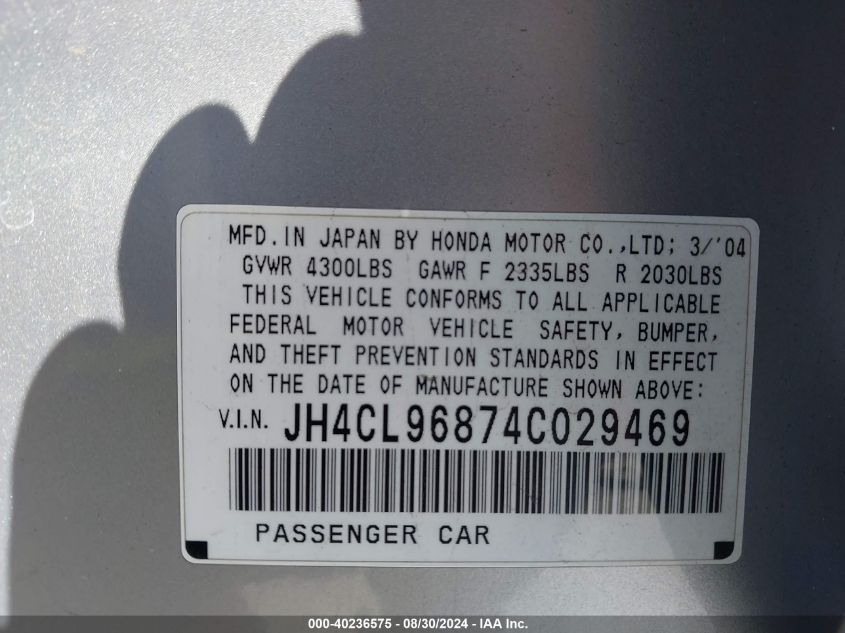 MFD.IN JAPAN BY HONDA MOTOR CO.,LTD; 3/'04
GVWR 4300LBS GAWR F 2335LBS R 2030LBS
THIS VEHICLE CONFORMS TO ALL APPLICABLE
FEDERAL MOTOR VEHICLE SAFETY, BUMPER,
AND THEFT PREVENTION STANDARDS IN EFFECT
ON THE DATE OF MANUFACTURE SHOWN ABOVE:
V.I.N. JH4CL96874C029469
PASSENGER CAR
000-40236575 - 08/30/2024 - © IAA, Inc.